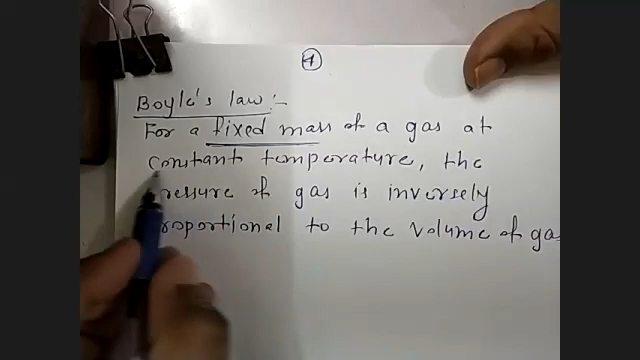 4
Boyle's law :-
For a fixed mass of a gas at
constant temperature, the
pressure of gas is inversely
proportional to the volume of gas